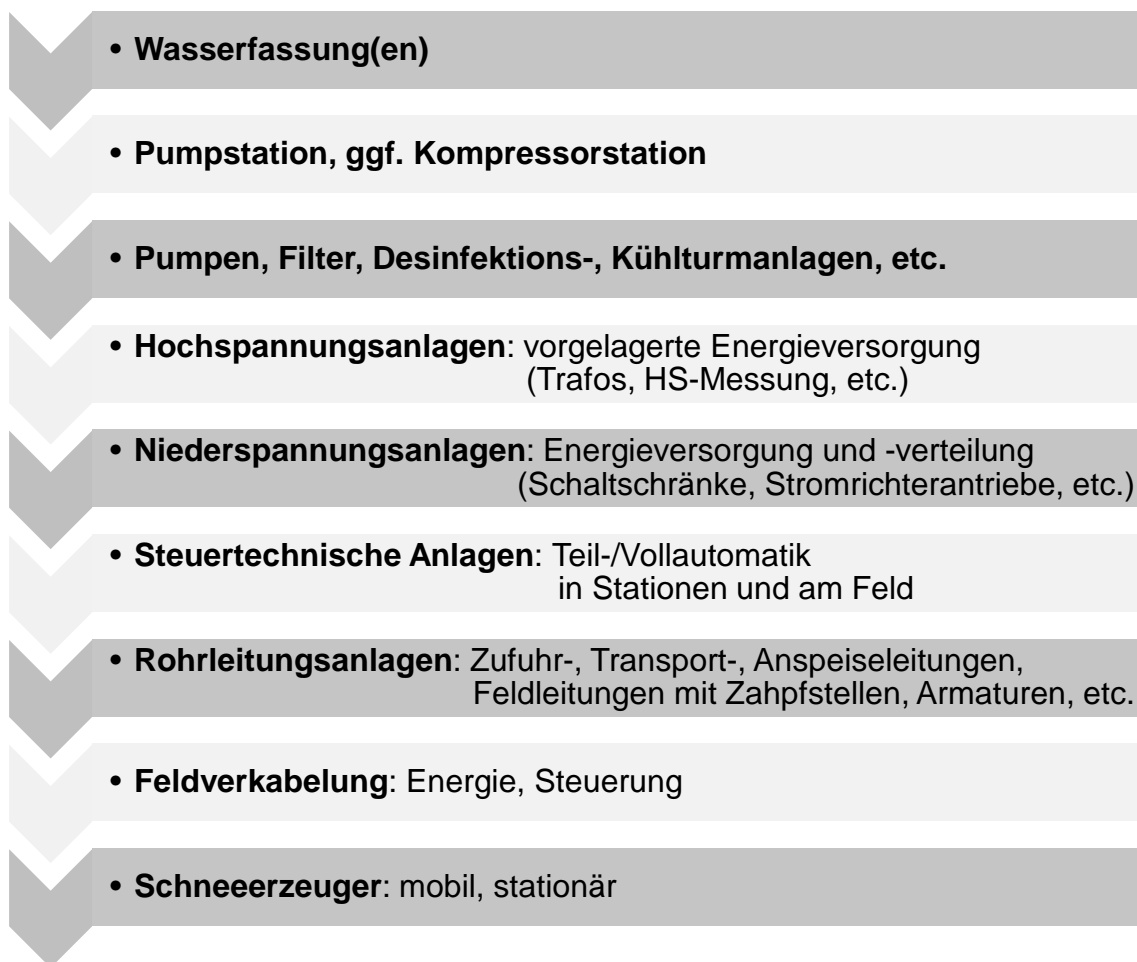 • Wasserfassung(en)
• Pumpstation, ggf. Kompressorstation
• Pumpen, Filter, Desinfektions-, Kühlturmanlagen, etc.
• Hochspannungsanlagen: vorgelagerte Energieversorgung
(Trafos, HS-Messung, etc.)
• Niederspannungsanlagen: Energieversorgung und -verteilung
(Schaltschränke, Stromrichterantriebe, etc.)
• Steuertechnische Anlagen: Teil-/Vollautomatik
in Stationen und am Feld
• Rohrleitungsanlagen: Zufuhr-, Transport-, Anspeiseleitungen,
Feldleitungen mit Zahpfstellen, Armaturen, etc.
• Feldverkabelung: Energie, Steuerung
• Schneeerzeuger: mobil, stationär